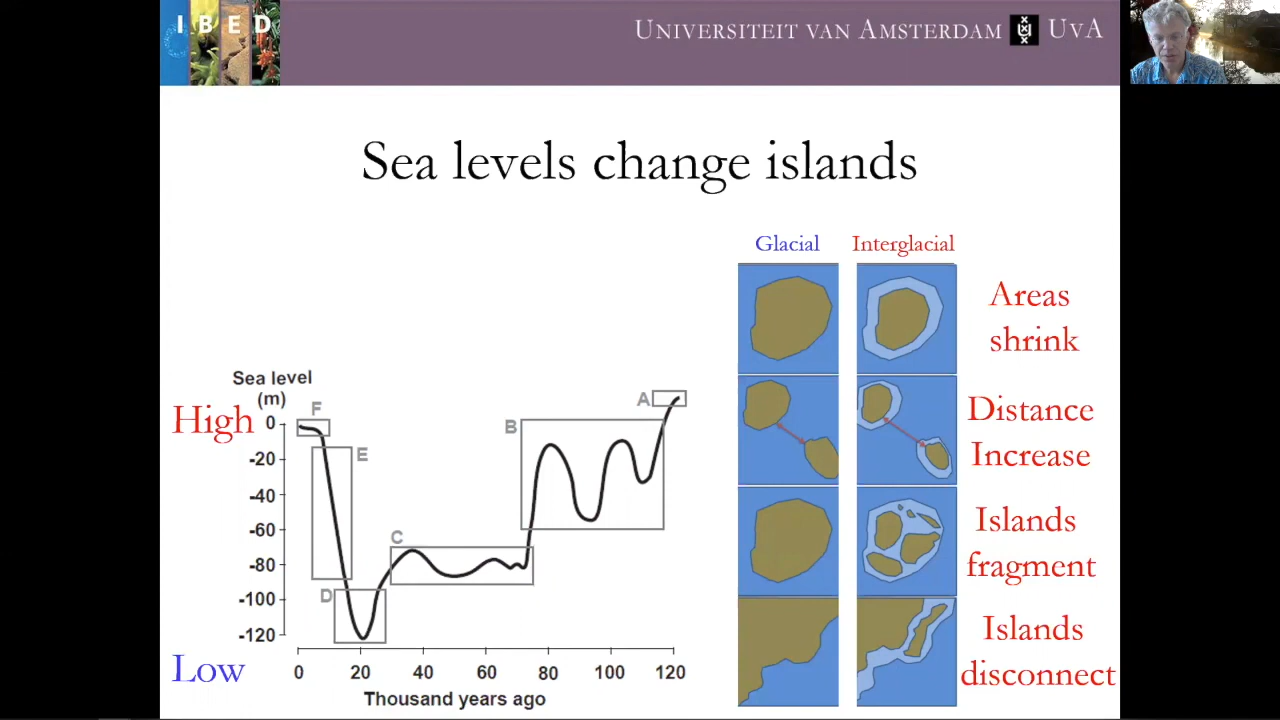 IBED
UNIVERSITEIT VAN AMSTERDAM UvA
Sea levels change islands
Glacial Interglacial
Areas
shrink
Distance
Increase
Islands
fragment
Islands
disconnect
Sea level
(m)
High
Low
0
-20
-40
-60
-80
-100
-120
F
E
D
C
B
A
0 20 40 60 80 100 120
Thousand years ago